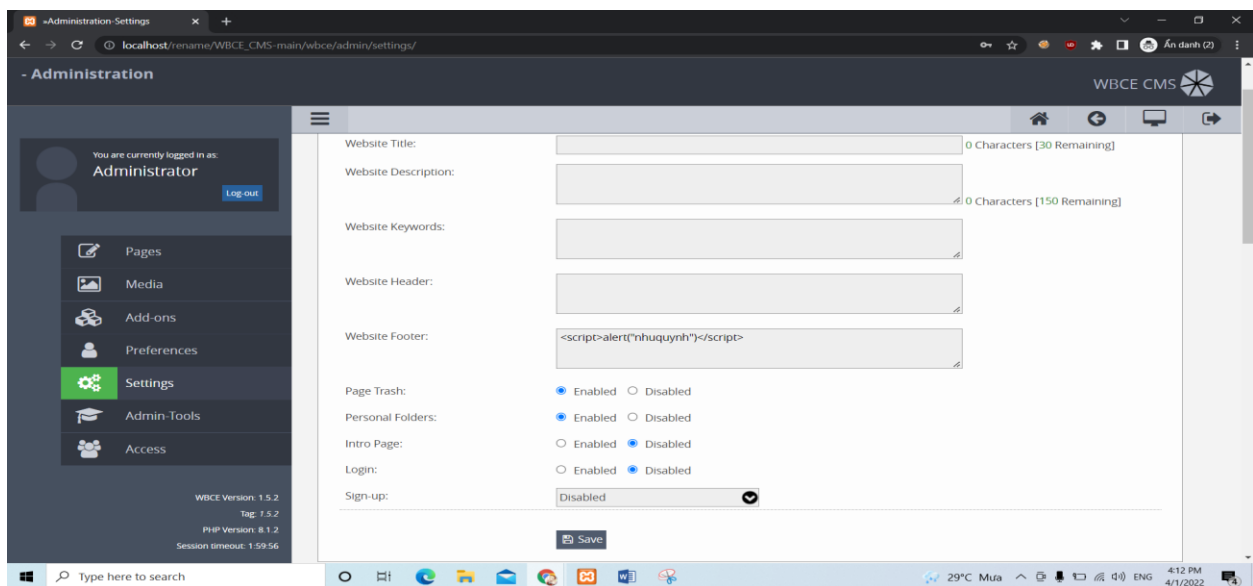 »Administration-Settings
localhost/rename/WBCE_CMS-main/wbce/admin/settings/
Ẩn danh (2)
- Administration
WBCE CMS
You are currently logged in as:
Administrator
Log-out
Pages
Media
Add-ons
Preferences
Settings
Admin-Tools
Access
WBCE Version: 1.5.2
Tag: 1.5.2
PHP Version: 8.1.2
Session timeout: 1:59:56
Website Title:
0 Characters [30 Remaining]
Website Description:
0 Characters [150 Remaining]
Website Keywords:
Website Header:
Website Footer:
<script>alert("nhuquynh")</script>
Page Trash:
Enabled Disabled
Personal Folders:
Enabled Disabled
Intro Page:
Enabled Disabled
Login:
Enabled Disabled
Sign-up:
Disabled
Save
Type here to search
29°C Mưa
ENG
4:12 PM
4/1/2022